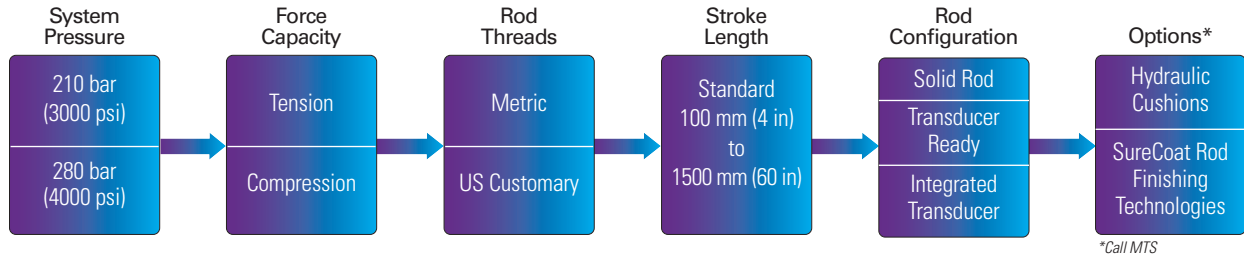 System
Pressure
210 bar
(3000 psi)
280 bar
(4000 psi)
Force
Capacity
Tension
Compression
Rod
Threads
Metric
US Customary
Stroke
Length
Standard
100 mm (4 in)
to
1500 mm (60 in)
Rod
Configuration
Solid Rod
Transducer
Ready
Integrated
Transducer
Options*
Hydraulic
Cushions
SureCoat Rod
Finishing
Technologies
*Call MTS